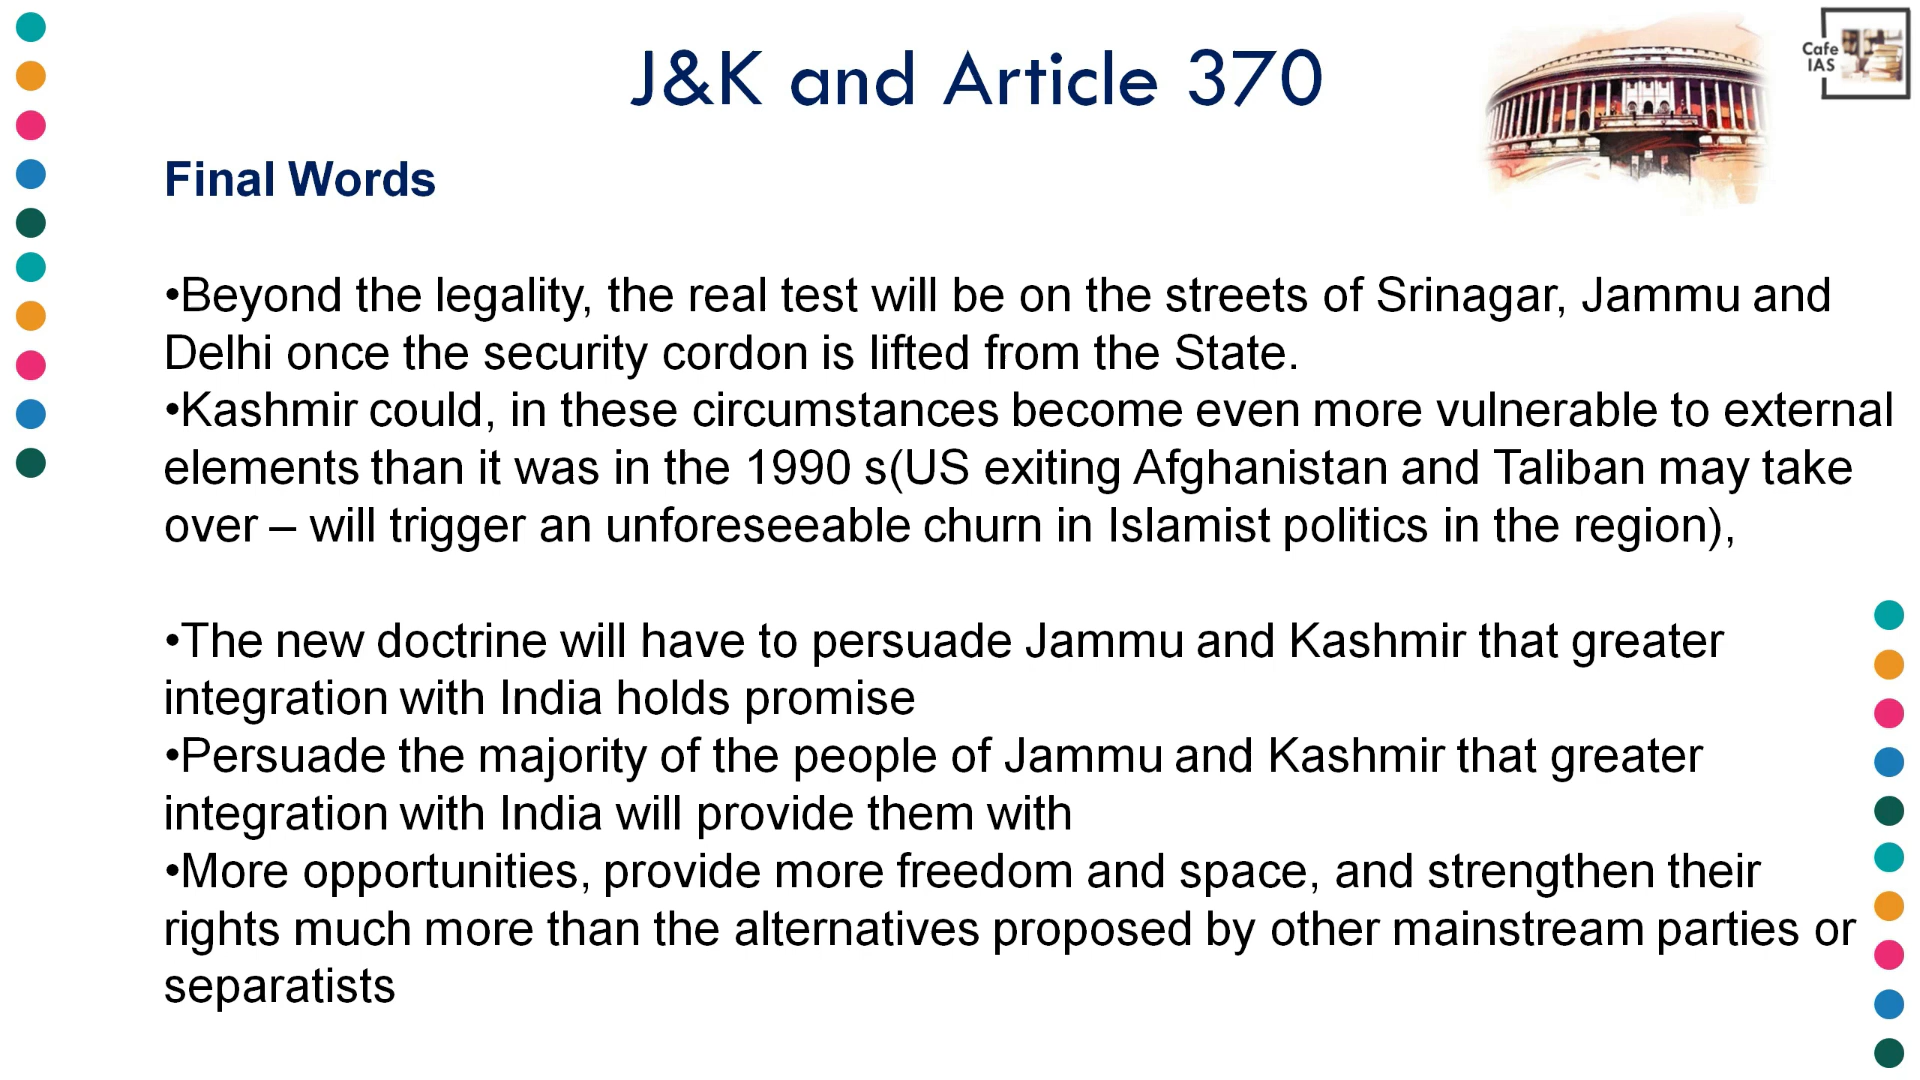 J&K and Article 370
Cafe
IAS
Final Words
•Beyond the legality, the real test will be on the streets of Srinagar, Jammu and
Delhi once the security cordon is lifted from the State.
•Kashmir could, in these circumstances become even more vulnerable to external
elements than it was in the 1990 s(US exiting Afghanistan and Taliban may take
over – will trigger an unforeseeable churn in Islamist politics in the region),
•The new doctrine will have to persuade Jammu and Kashmir that greater
integration with India holds promise
•Persuade the majority of the people of Jammu and Kashmir that greater
integration with India will provide them with
•More opportunities, provide more freedom and space, and strengthen their
rights much more than the alternatives proposed by other mainstream parties or
separatists